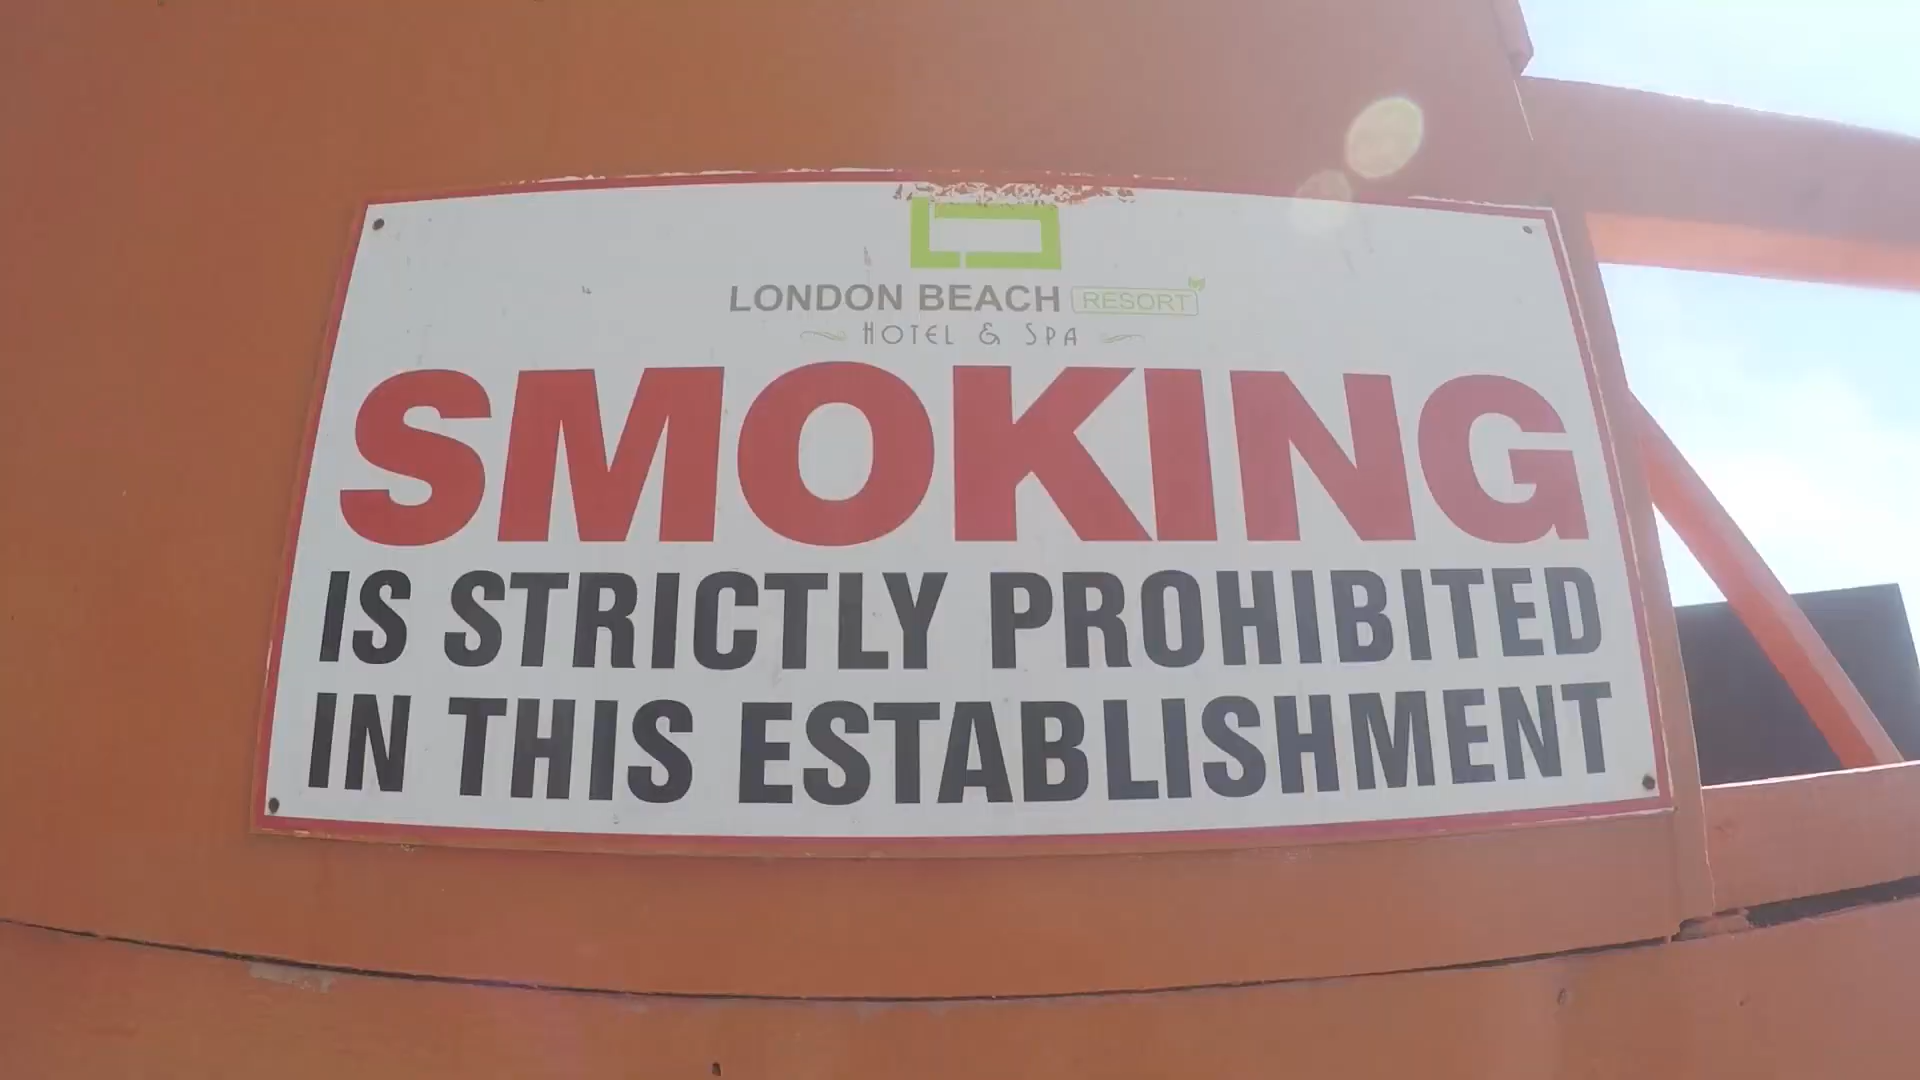 LONDON BEACH RESORT
HOTEL & SPA
SMOKING
IS STRICTLY PROHIBITED
IN THIS ESTABLISHMENT